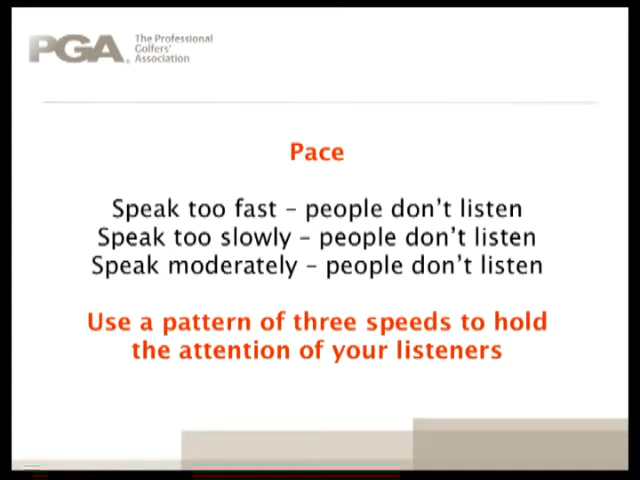 PGA
The Professional
Golfers'
Association
Pace
Speak too fast – people don't listen
Speak too slowly – people don't listen
Speak moderately – people don't listen
Use a pattern of three speeds to hold
the attention of your listeners